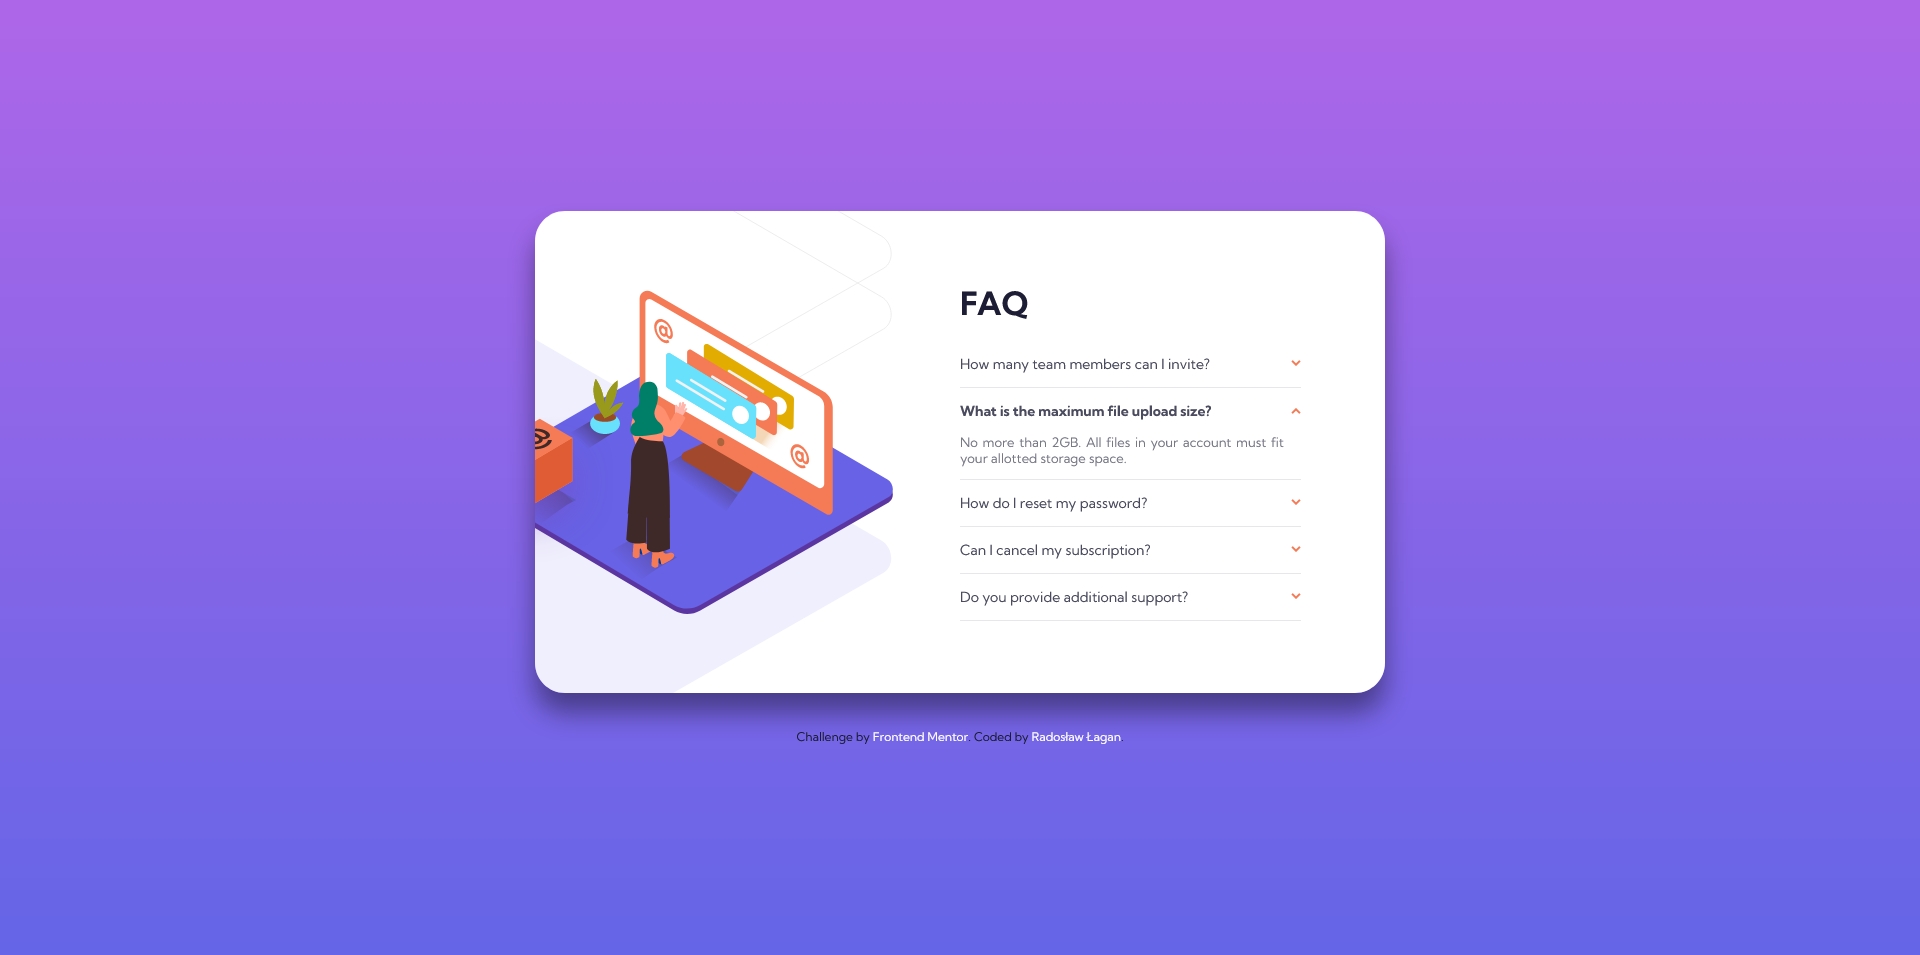 FAQ
How many team members can I invite?
What is the maximum file upload size?
No more than 2GB. All files in your account must fit
your allotted storage space.
How do I reset my password?
Can I cancel my subscription?
Do you provide additional support?
@
@
@
Challenge by Frontend Mentor. Coded by Radosław Łagan.